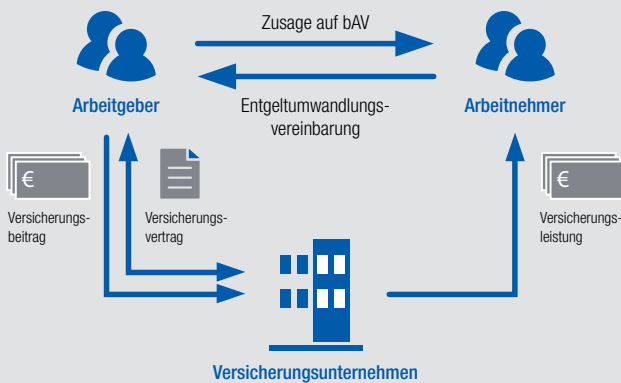 Zusage auf bAV
Arbeitgeber
Entgeltumwandlungs-
vereinbarung
Arbeitnehmer
€
Versicherungs-
beitrag
Versicherungs-
vertrag
€
Versicherungs-
leistung
Versicherungsunternehmen